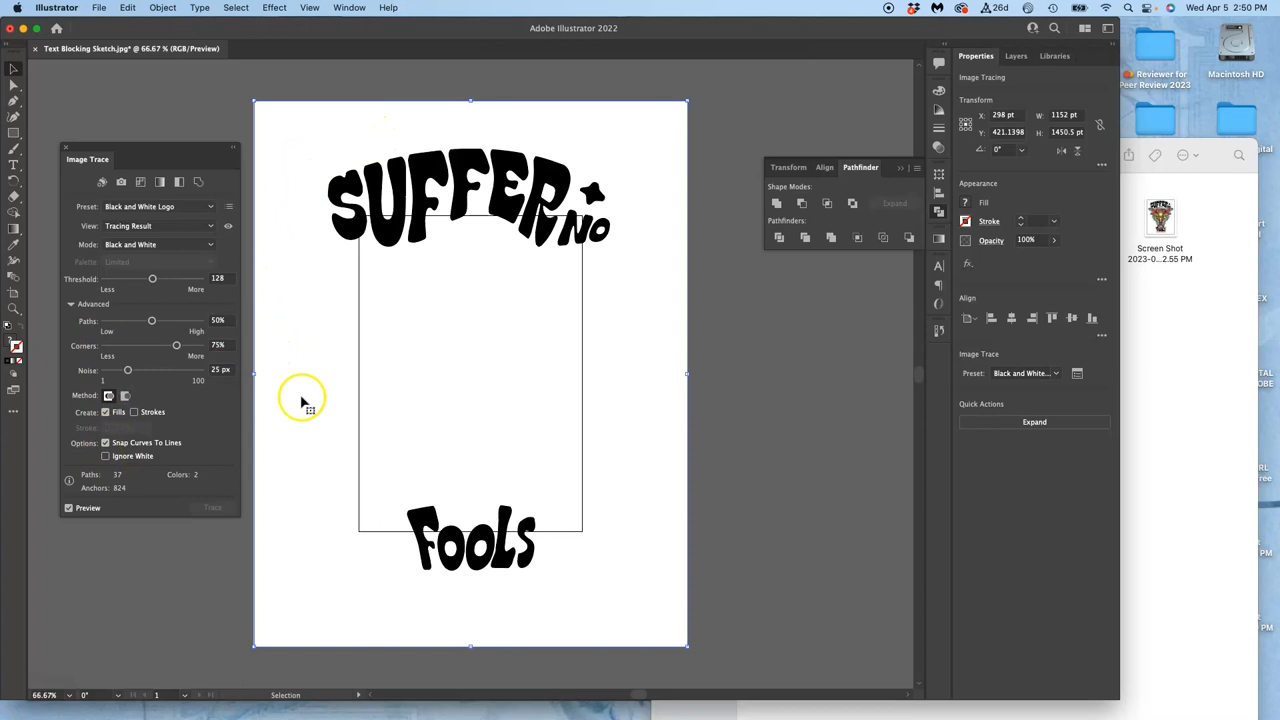 Illustrator File Edit Object Type Select Effect View Window Help
26d
Wed Apr 5 2:50 PM
Adobe Illustrator 2022
Text Blocking Sketch.jpg* @ 66.67 % (RGB/Preview)
Image Trace
Preset: Black and White Logo
View: Tracing Result
Mode: Black and White
Palette: Limited
Threshold: 128
Less More
Advanced
Paths: 50%
Low High
Corners: 75%
Less More
Noise: 25 px
1 100
Method:
Create: Fills Strokes
Stroke:
Options: Snap Curves To Lines
Ignore White
Paths: 37 Colors: 2
Anchors: 824
Preview Trace
SUFFER
NO
FOOLS
Transform Align Pathfinder
Shape Modes:
Expand
Pathfinders:
Properties Layers Libraries
Image Tracing
Transform
X: 298 pt W: 1152 pt
Y: 421.1398 H: 1450.5 pt
0°
Appearance
Fill
Stroke
Opacity 100%
fx.
Align
Image Trace
Preset: Black and White...
Quick Actions
Expand
66.67% 0° 1 Selection
Reviewer for
Peer Review 2023
Macintosh HD
Screen Shot
2023-0...2.55 PM